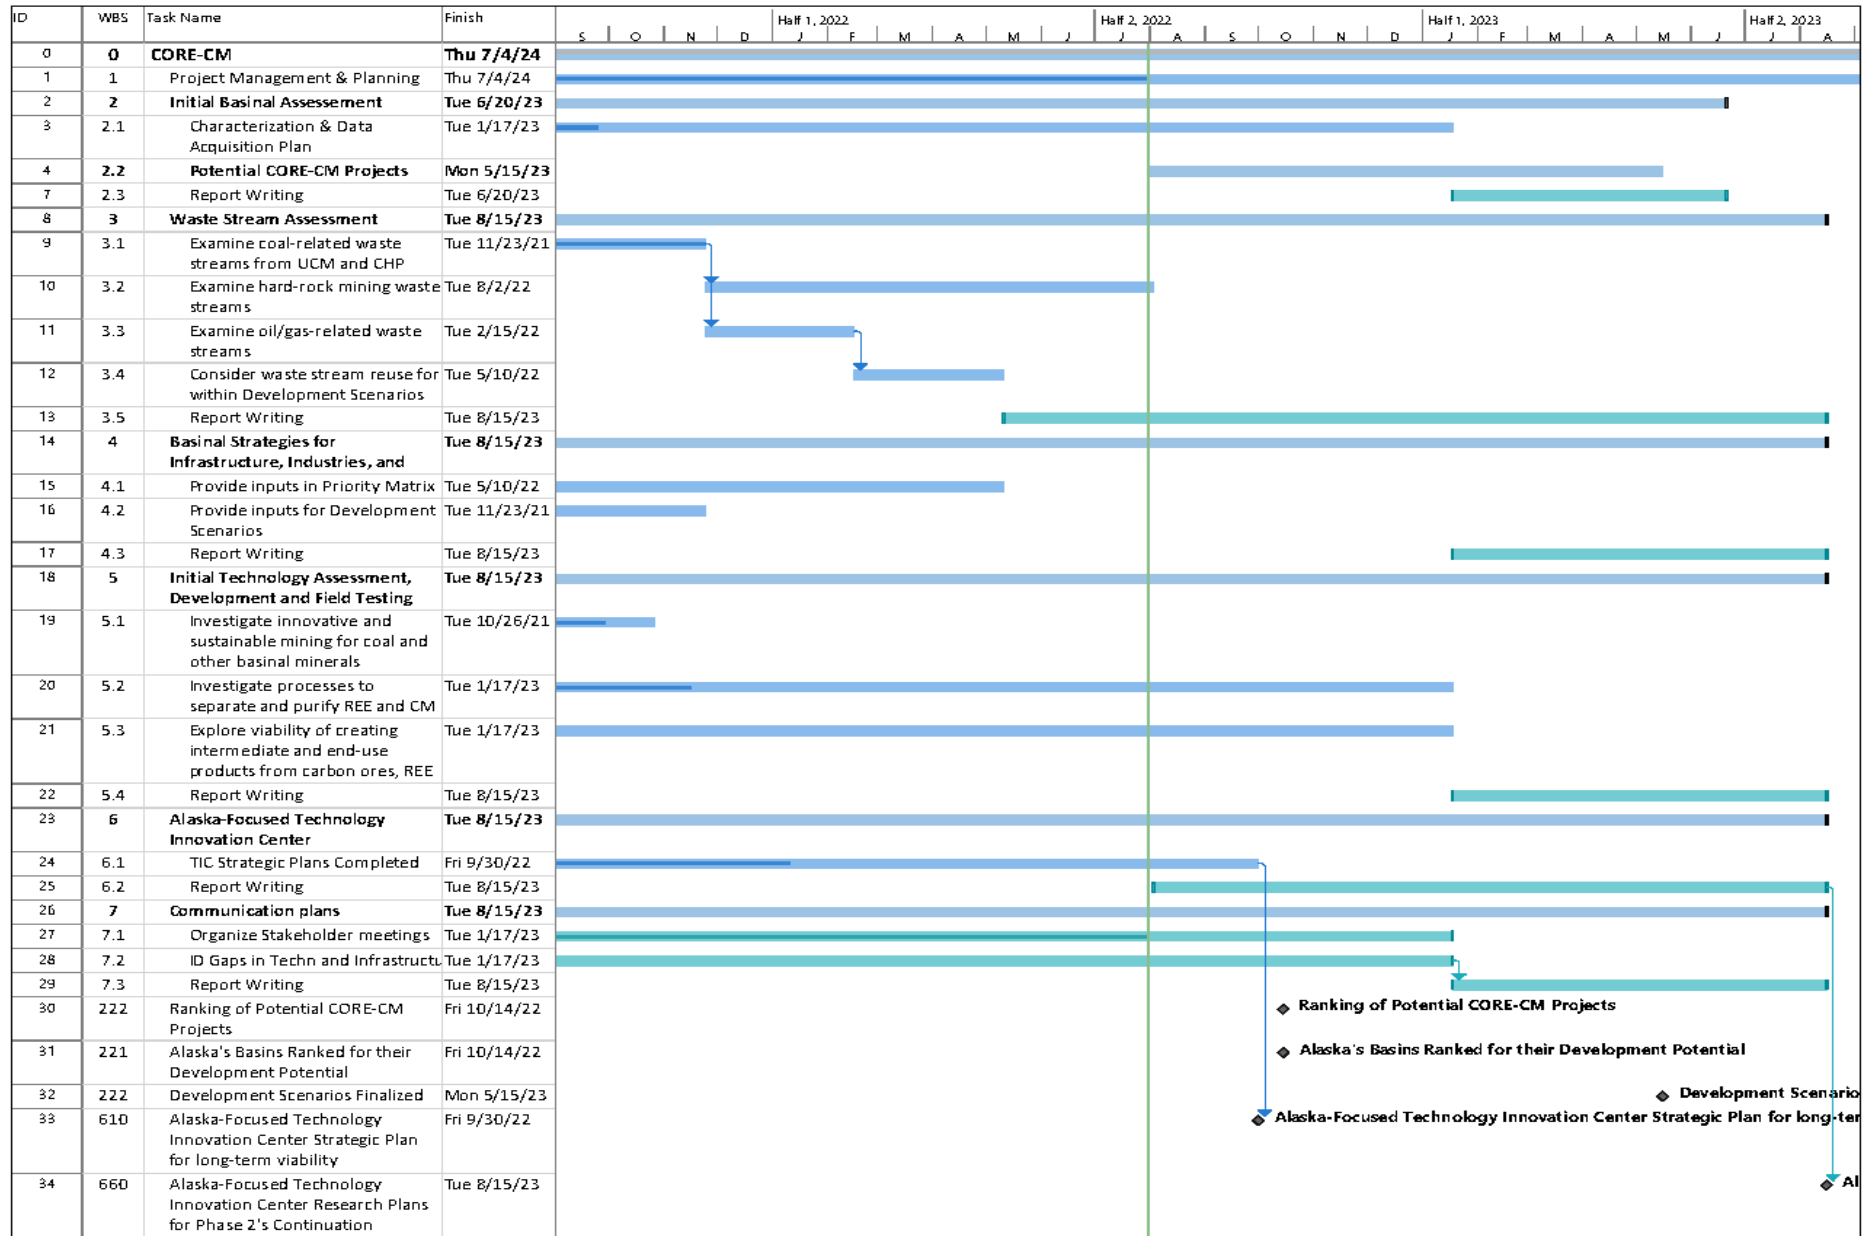 ID WBS Task Name Finish Half 1, 2022 Half 2, 2022 Half 1, 2023 Half 2, 2023
S O N D J F M A M J J A S O N D J F M A M J J A
0 0 CORE-CM Thu 7/4/24
1 1 Project Management & Planning Thu 7/4/24
2 2 Initial Basinal Assessement Tue 6/20/23
3 2.1 Characterization & Data Tue 1/17/23
Acquisition Plan
4 2.2 Potential CORE-CM Projects Mon 5/15/23
7 2.3 Report Writing Tue 6/20/23
8 3 Waste Stream Assessment Tue 8/15/23
9 3.1 Examine coal-related waste Tue 11/23/21
streams from UCM and CHP
10 3.2 Examine hard-rock mining waste Tue 8/2/22
streams
11 3.3 Examine oil/gas-related waste Tue 2/15/22
streams
12 3.4 Consider waste stream reuse for Tue 5/10/22
within Development Scenarios
13 3.5 Report Writing Tue 8/15/23
14 4 Basinal Strategies for Tue 8/15/23
Infrastructure, Industries, and
15 4.1 Provide inputs in Priority Matrix Tue 5/10/22
16 4.2 Provide inputs for Development Tue 11/23/21
Scenarios
17 4.3 Report Writing Tue 8/15/23
18 5 Initial Technology Assessment, Tue 8/15/23
Development and Field Testing
19 5.1 Investigate innovative and Tue 10/26/21
sustainable mining for coal and
other basinal minerals
20 5.2 Investigate processes to Tue 1/17/23
separate and purify REE and CM
21 5.3 Explore viability of creating Tue 1/17/23
intermediate and end-use
products from carbon ores, REE
22 5.4 Report Writing Tue 8/15/23
23 6 Alaska-Focused Technology Tue 8/15/23
Innovation Center
24 6.1 TIC Strategic Plans Completed Fri 9/30/22
25 6.2 Report Writing Tue 8/15/23
26 7 Communication plans Tue 8/15/23
27 7.1 Organize Stakeholder meetings Tue 1/17/23
28 7.2 ID Gaps in Techn and Infrastructu Tue 1/17/23
29 7.3 Report Writing Tue 8/15/23
30 222 Ranking of Potential CORE-CM Fri 10/14/22 Ranking of Potential CORE-CM Projects
Projects
31 221 Alaska's Basins Ranked for their Fri 10/14/22 Alaska's Basins Ranked for their Development Potential
Development Potential
32 222 Development Scenarios Finalized Mon 5/15/23 Development Scenario
33 610 Alaska-Focused Technology Fri 9/30/22 Alaska-Focused Technology Innovation Center Strategic Plan for long-ter
Innovation Center Strategic Plan
for long-term viability
34 660 Alaska-Focused Technology Tue 8/15/23 Al
Innovation Center Research Plans
for Phase 2's Continuation